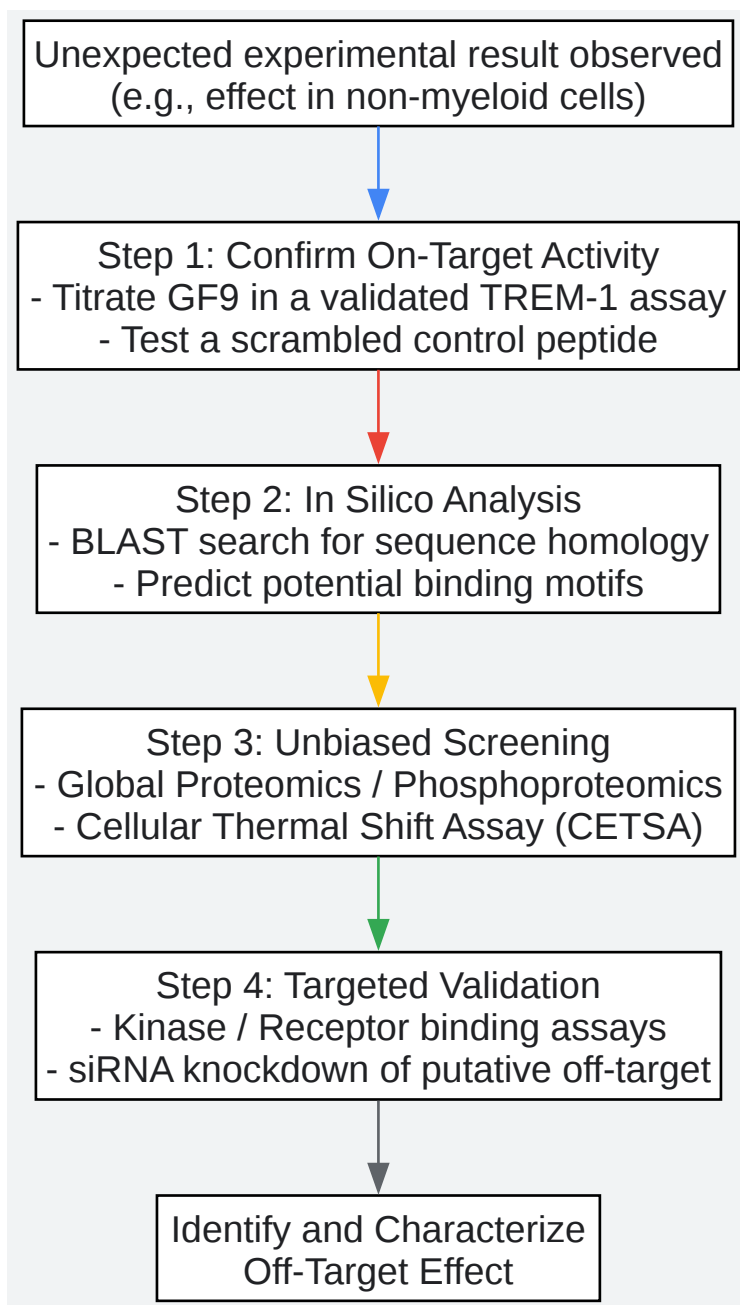 Unexpected experimental result observed
(e.g., effect in non-myeloid cells)
Step 1: Confirm On-Target Activity
- Titrate GF9 in a validated TREM-1 assay
- Test a scrambled control peptide
Step 2: In Silico Analysis
- BLAST search for sequence homology
- Predict potential binding motifs
Step 3: Unbiased Screening
- Global Proteomics / Phosphoproteomics
- Cellular Thermal Shift Assay (CETSA)
Step 4: Targeted Validation
- Kinase / Receptor binding assays
- siRNA knockdown of putative off-target
Identify and Characterize
Off-Target Effect